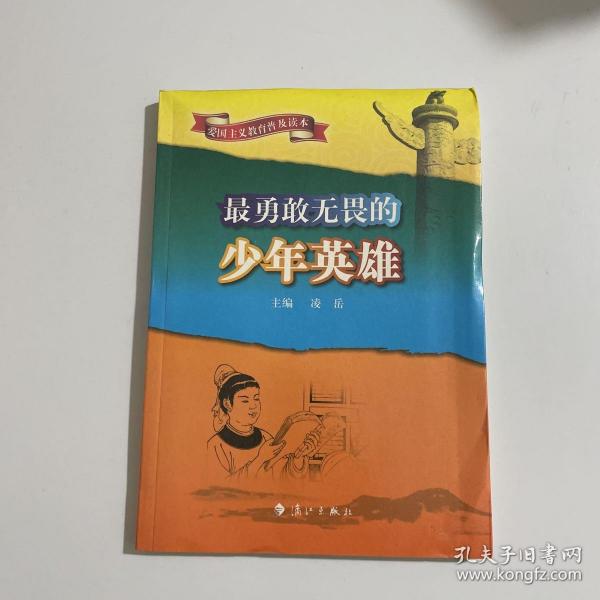 爱国主义教育普及读本
最勇敢无畏的
少年英雄
主编 凌岳
漓江出版社
孔夫子旧书网
www.kongfz.com